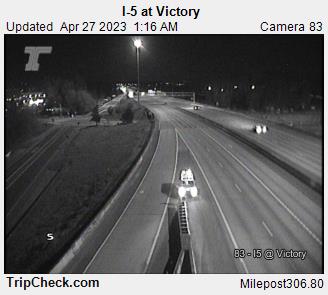 I-5 at Victory
Updated Apr 27 2023 1:16 AM Camera 83
T
S
83 - I5 @ Victory
TripCheck.com Milepost306.80